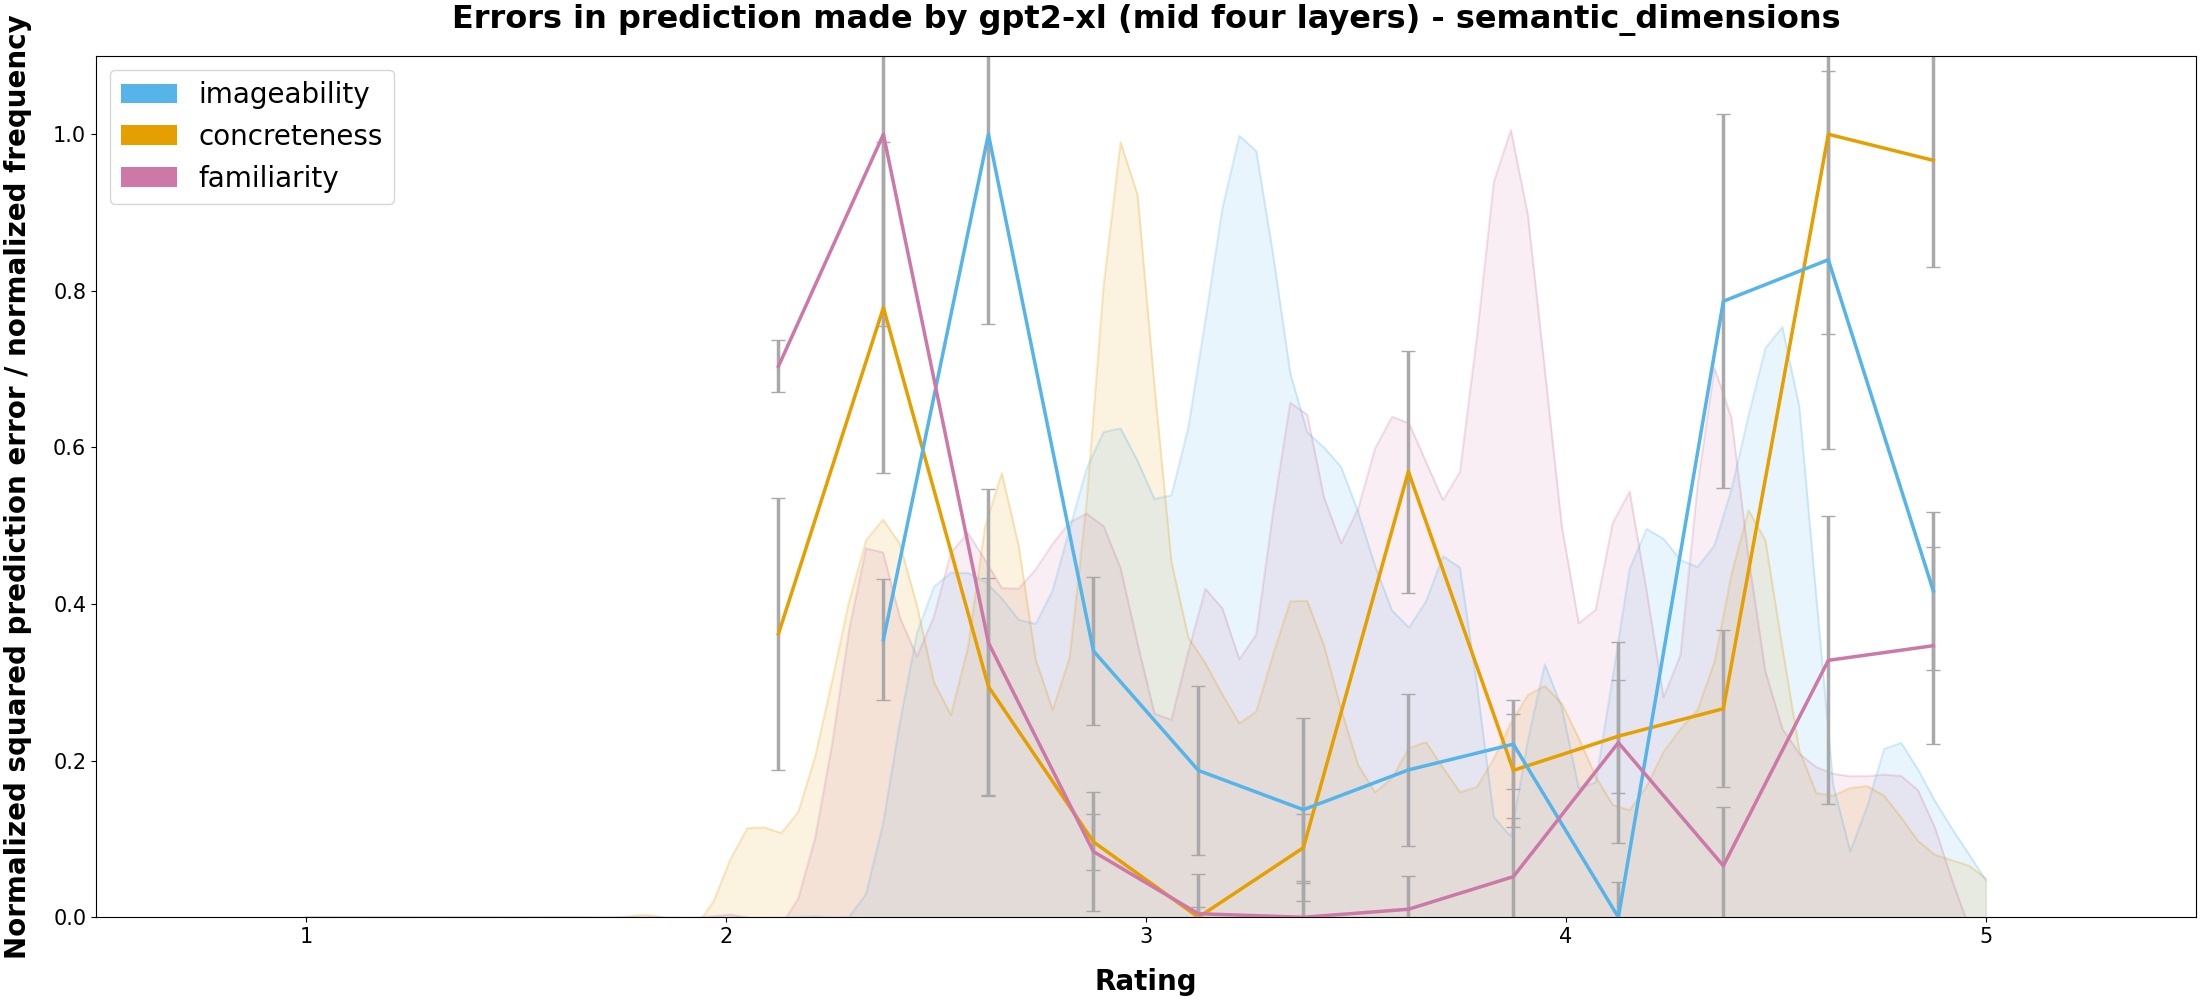 Errors in prediction made by gpt2-xl (mid four layers) - semantic_dimensions
Normalized squared prediction error / normalized frequency
imageability
concreteness
familiarity
1.0
0.8
0.6
0.4
0.2
0.0
1 2 3 4 5
Rating